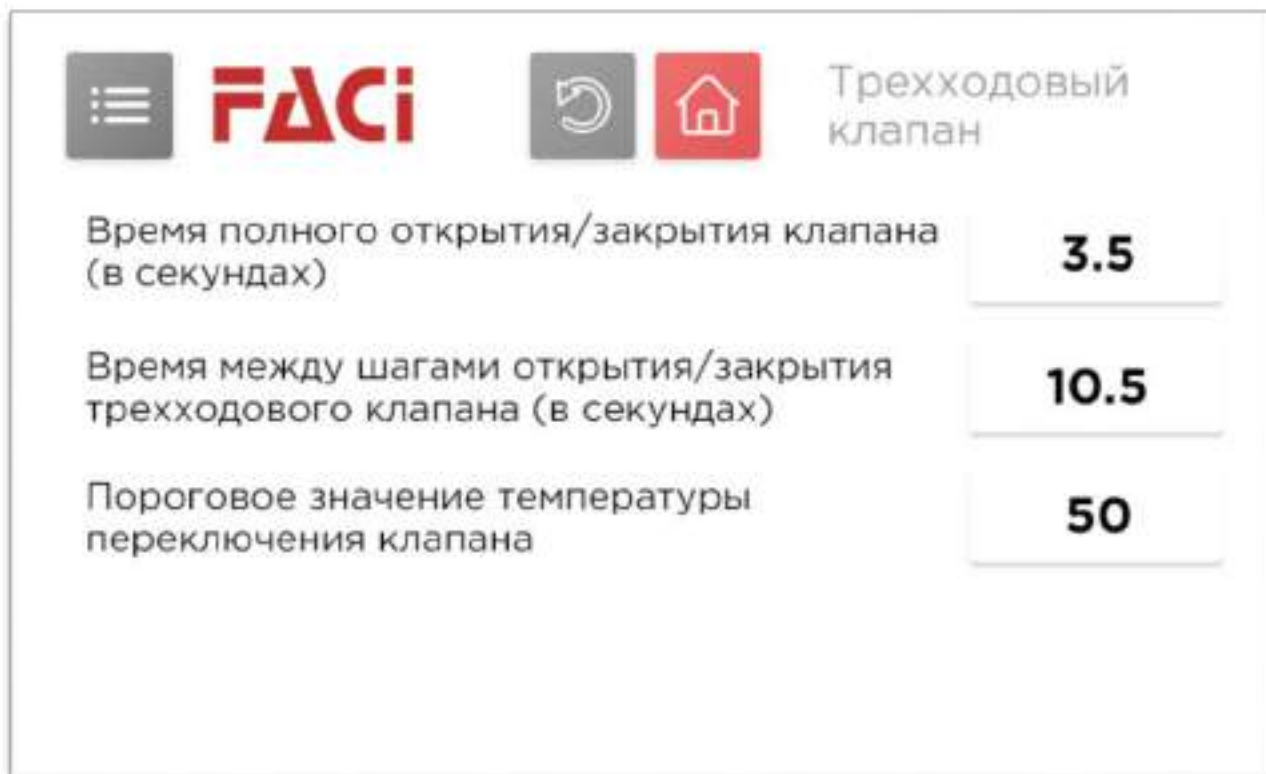 FACi
Трехходовый
клапан
Время полного открытия/закрытия клапана
(в секундах)
3.5
Время между шагами открытия/закрытия
трехходового клапана (в секундах)
10.5
Пороговое значение температуры
переключения клапана
50